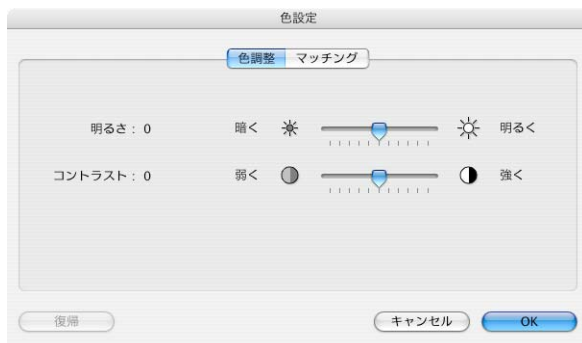 色設定
色調整 マッチング
明るさ： 0 暗く 明るく
コントラスト： 0 弱く 強く
復帰 キャンセル OK